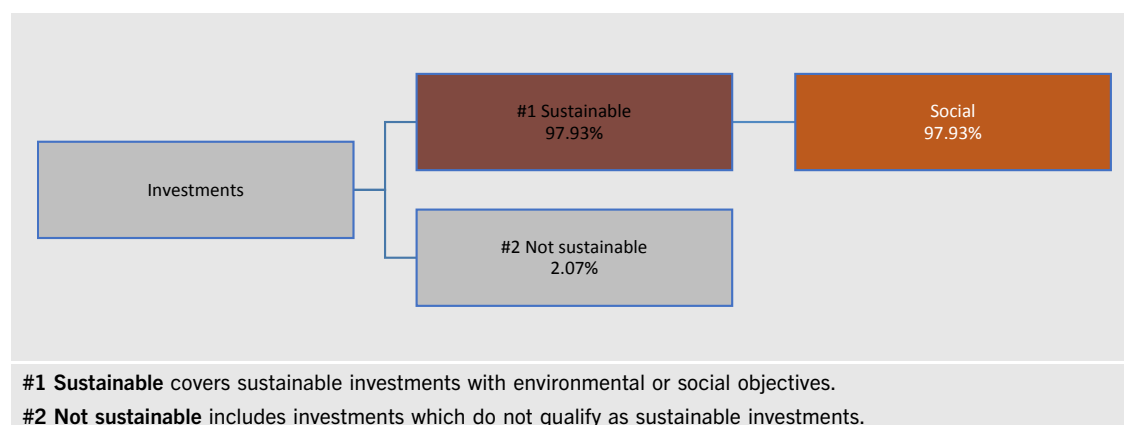 #1 Sustainable
97.93%
Social
97.93%
Investments
#2 Not sustainable
2.07%
#1 Sustainable covers sustainable investments with environmental or social objectives.
#2 Not sustainable includes investments which do not qualify as sustainable investments.